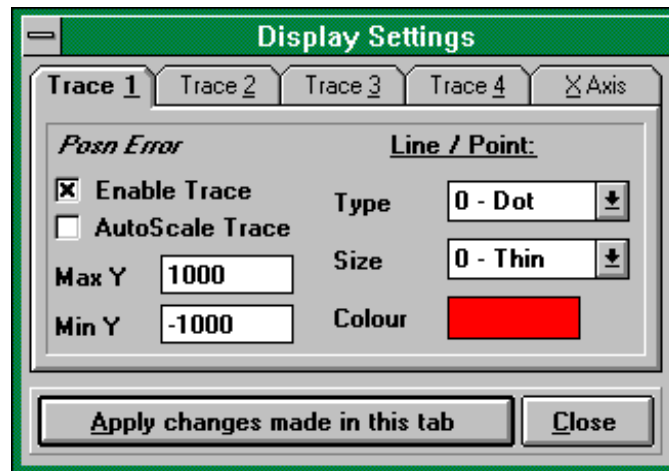 Display Settings
Trace 1 Trace 2 Trace 3 Trace 4 X Axis
Posn Error Line / Point:
Enable Trace
AutoScale Trace
Type 0 - Dot
Max Y 1000
Size 0 - Thin
Min Y -1000
Colour
Apply changes made in this tab Close